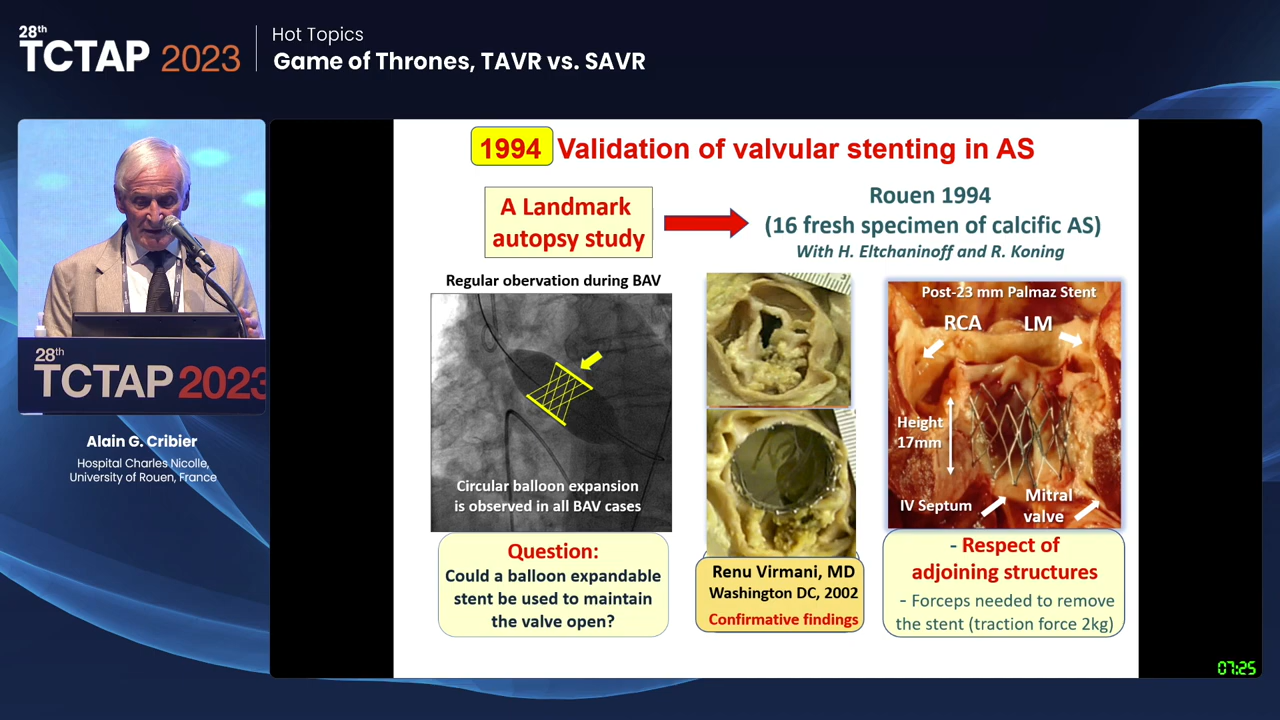 28th
TCTAP 2023
Hot Topics
Game of Thrones, TAVR vs. SAVR
28th
TCTAP 2023
Alain G. Cribier
Hospital Charles Nicolle,
University of Rouen, France
1994 Validation of valvular stenting in AS
A Landmark
autopsy study
Rouen 1994
(16 fresh specimen of calcific AS)
With H. Eltchaninoff and R. Koning
Regular obervation during BAV
Circular balloon expansion
is observed in all BAV cases
Question:
Could a balloon expandable
stent be used to maintain
the valve open?
Renu Virmani, MD
Washington DC, 2002
Confirmative findings
Post-23 mm Palmaz Stent
RCA LM
Height
17mm
IV Septum
Mitral
valve
- Respect of
adjoining structures
- Forceps needed to remove
the stent (traction force 2kg)
07:25